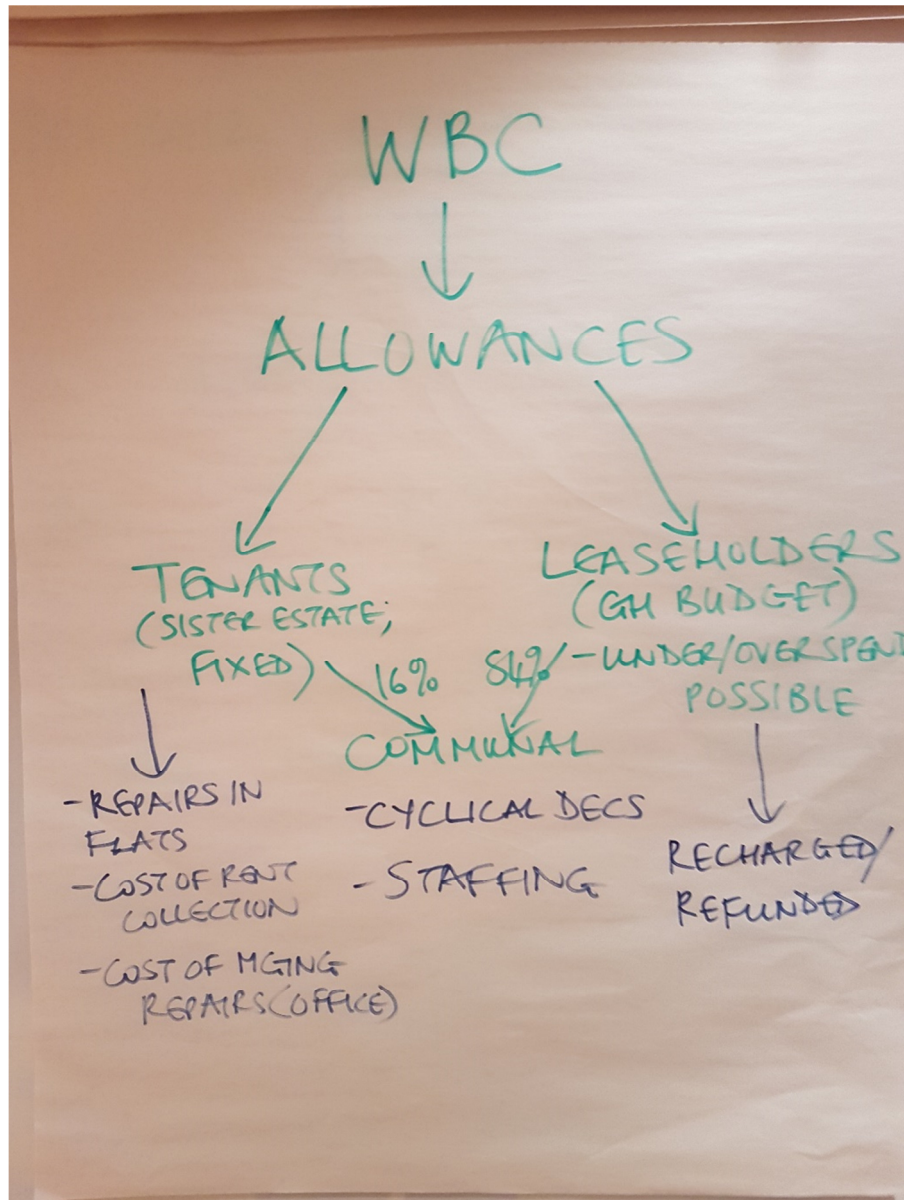 WBC
ALLOWANCES
TENANTS
(SISTER ESTATE;
FIXED)
LEASEHOLDERS
(GH BUDGET)
-UNDER/OVERSPEND
POSSIBLE
16%
84%
COMMUNAL
-REPAIRS IN
FLATS
-COST OF RENT
COLLECTION
-COST OF MGING
REPAIRS (OFFICE)
-CYCLICAL DECS
-STAFFING
RECHARGED/
REFUNDED